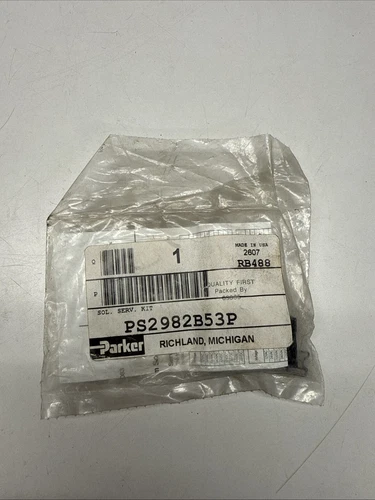 Q
1
MADE IN USA
2607
RB488
P
QUALITY FIRST
Packed By
SOL. SERV. KIT
PS2982B53P
Parker
RICHLAND, MICHIGAN